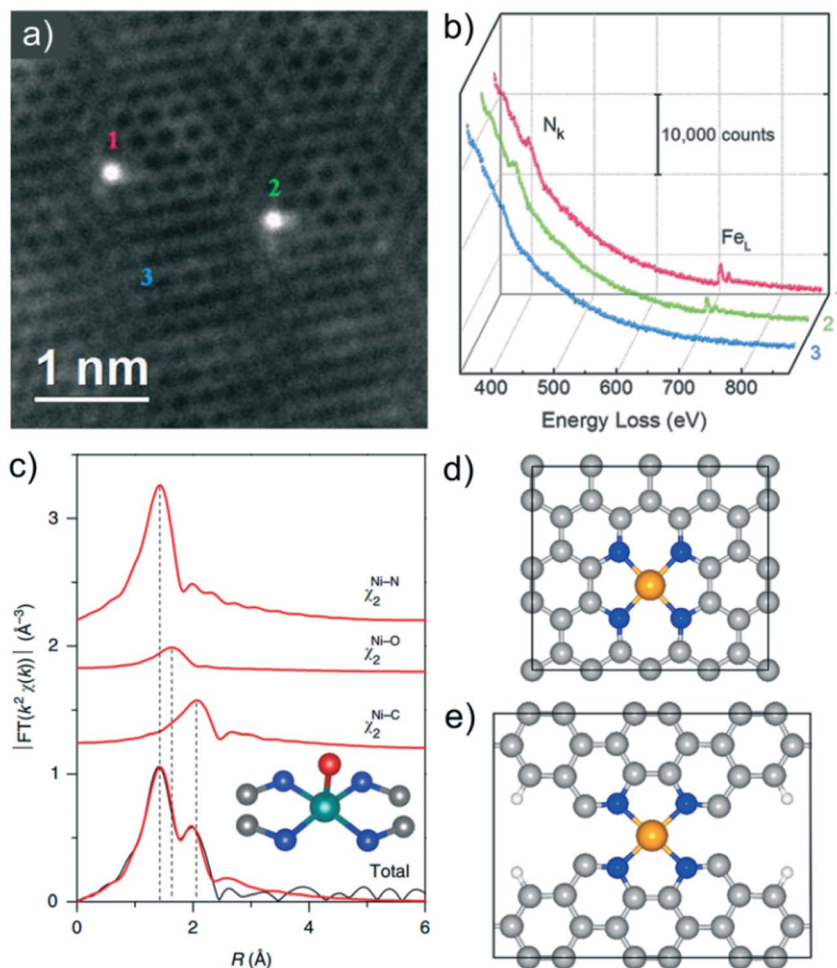 a)
1
2
3
1 nm
b)
N_k
10,000 counts
Fe_L
2
3
400 500 600 700 800
Energy Loss (eV)
c)
3
χ₂^Ni–N
2
χ₂^Ni–O
χ₂^Ni–C
1
Total
0
0 2 4 6
R (Å)
|FT(k² χ(k))| (Å⁻³)
d)
e)